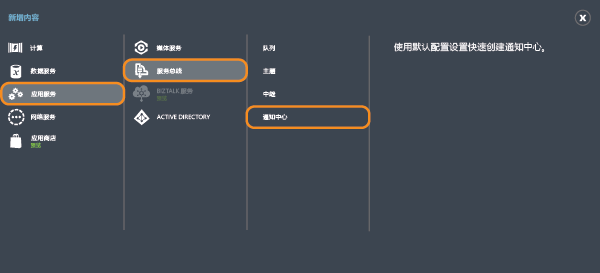 新增内容
计算
数据服务
应用服务
网络服务
应用商店
预览
媒体服务
服务总线
BIZTALK 服务
预览
ACTIVE DIRECTORY
队列
主题
中继
通知中心
使用默认配置设置快速创建通知中心。